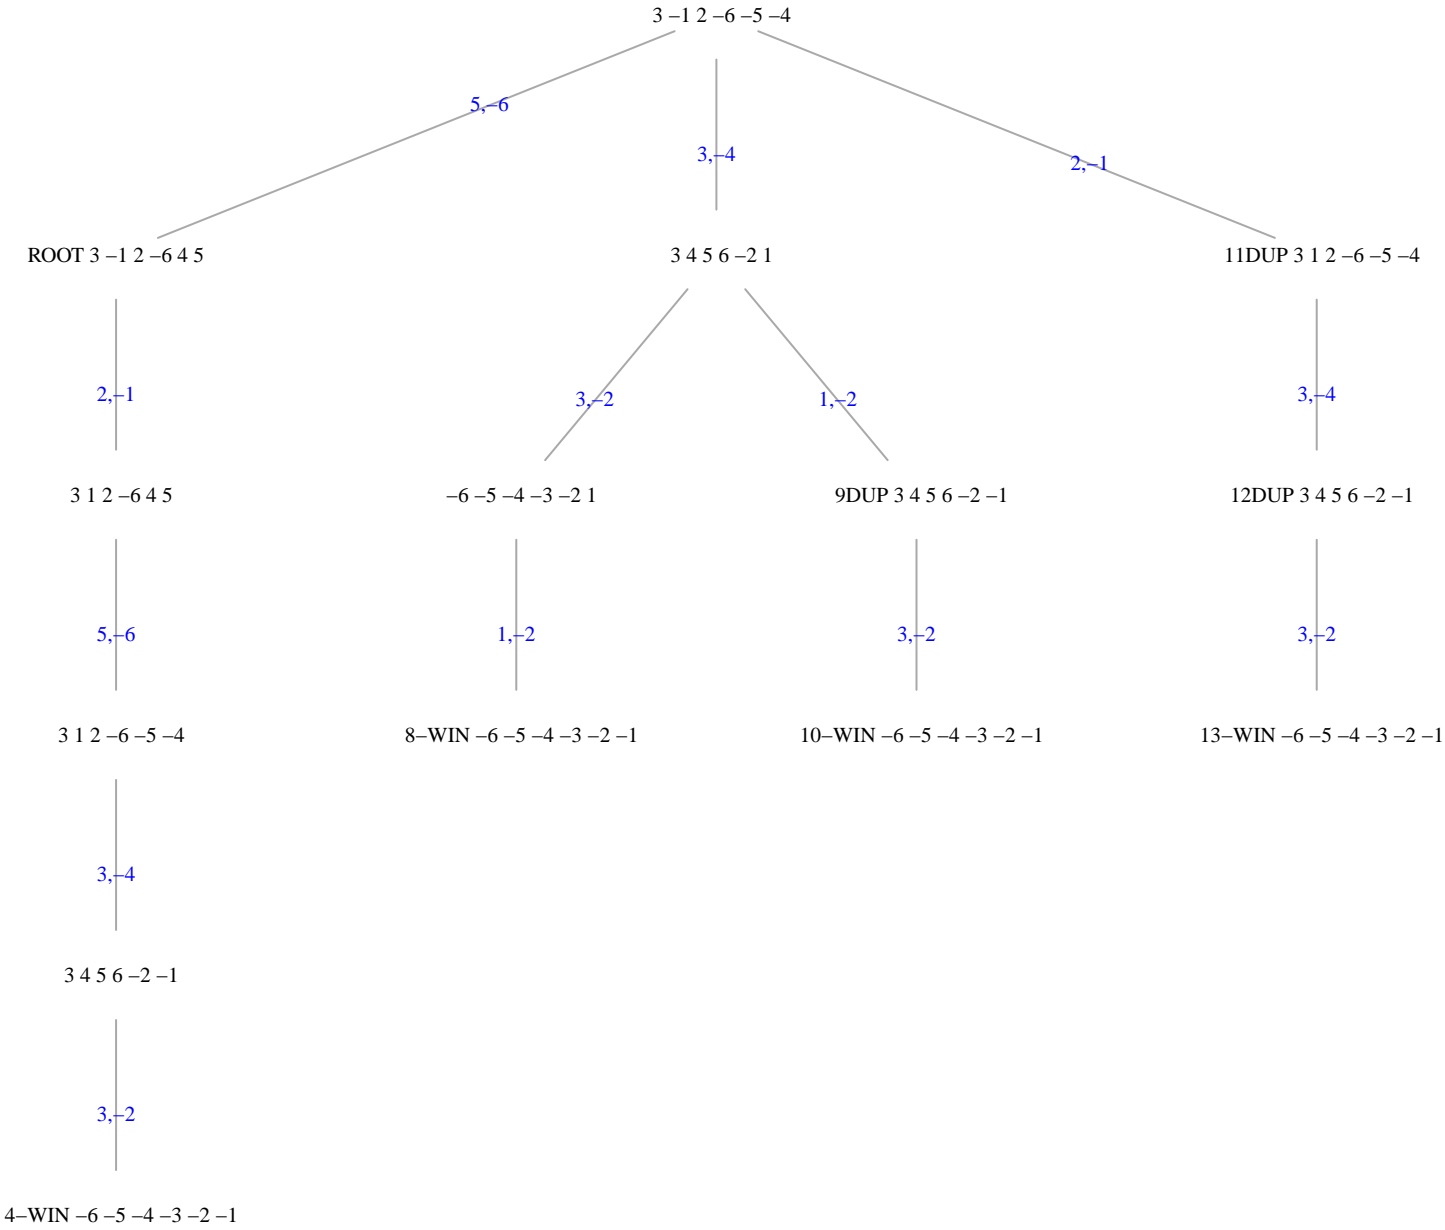 3 –1 2 –6 –5 –4
5,–6
3,–4
2,–1
ROOT 3 –1 2 –6 4 5
3 4 5 6 –2 1
11DUP 3 1 2 –6 –5 –4
2,–1
3,–2
1,–2
3,–4
3 1 2 –6 4 5
–6 –5 –4 –3 –2 1
9DUP 3 4 5 6 –2 –1
12DUP 3 4 5 6 –2 –1
5,–6
1,–2
3,–2
3,–2
3 1 2 –6 –5 –4
8–WIN –6 –5 –4 –3 –2 –1
10–WIN –6 –5 –4 –3 –2 –1
13–WIN –6 –5 –4 –3 –2 –1
3,–4
3 4 5 6 –2 –1
3,–2
4–WIN –6 –5 –4 –3 –2 –1